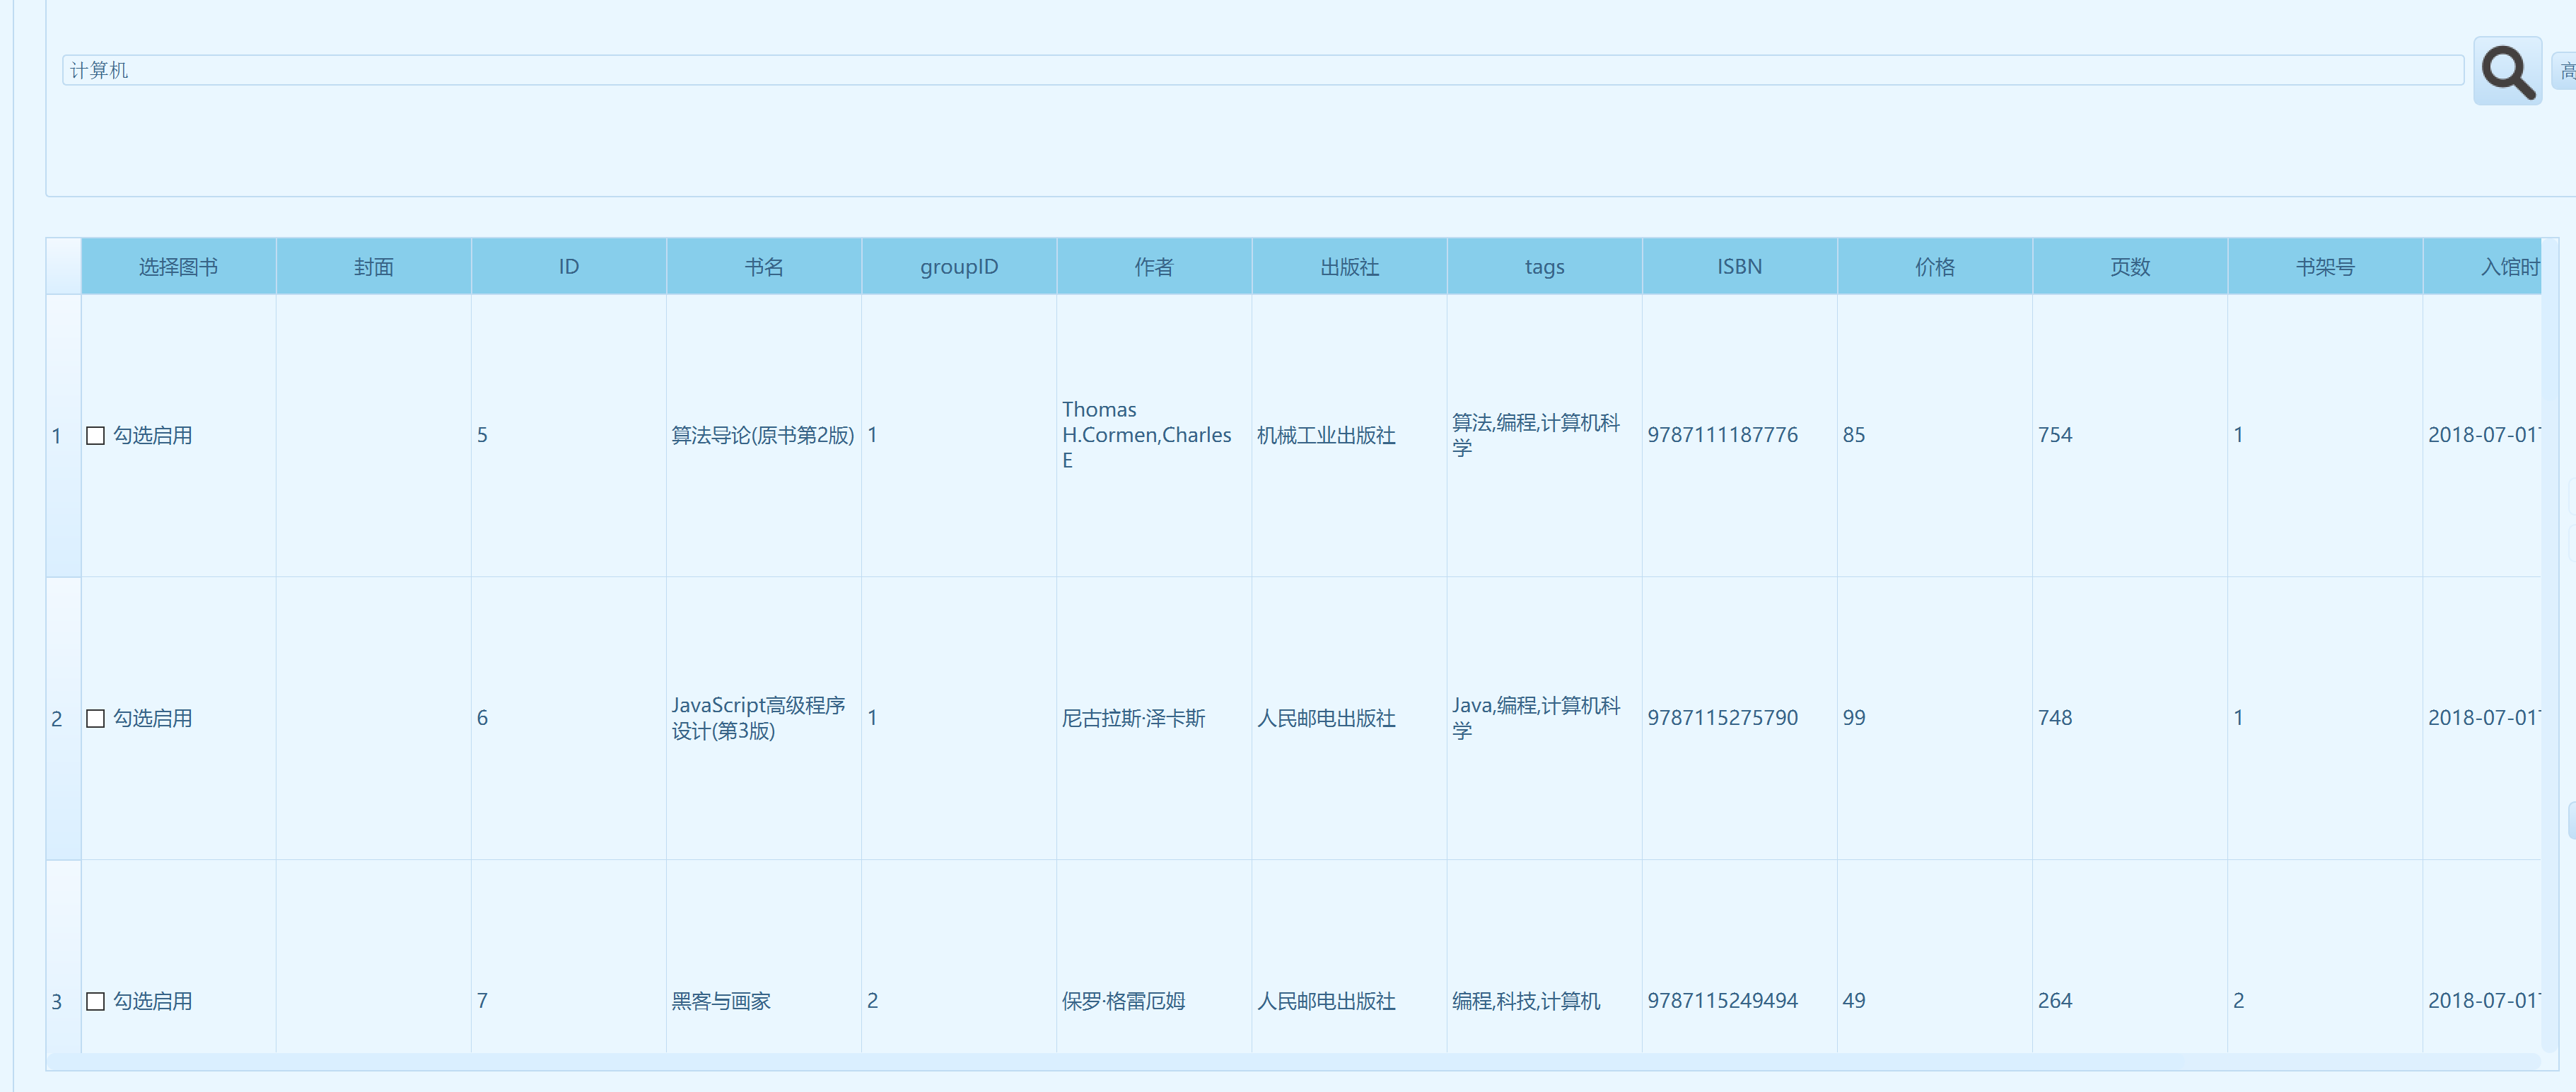 计算机
高
选择图书 封面 ID 书名 groupID 作者 出版社 tags ISBN 价格 页数 书架号 入馆时
1 勾选启用 5 算法导论(原书第2版) 1 Thomas
H.Cormen,Charles
E 机械工业出版社 算法,编程,计算机科
学 9787111187776 85 754 1 2018-07-01
2 勾选启用 6 JavaScript高级程序
设计(第3版) 1 尼古拉斯·泽卡斯 人民邮电出版社 Java,编程,计算机科
学 9787115275790 99 748 1 2018-07-01
3 勾选启用 7 黑客与画家 2 保罗·格雷厄姆 人民邮电出版社 编程,科技,计算机 9787115249494 49 264 2 2018-07-01